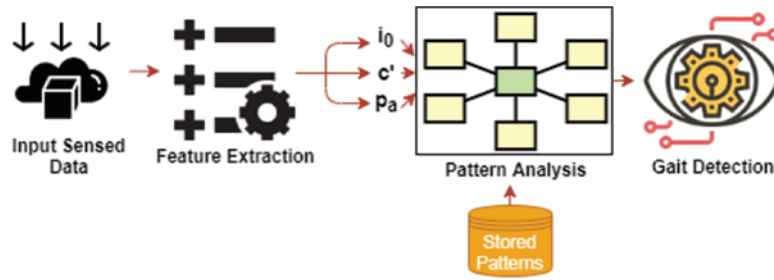 i₀
c'
pₐ
Input Sensed
Data
Feature Extraction
Pattern Analysis
Gait Detection
Stored
Patterns